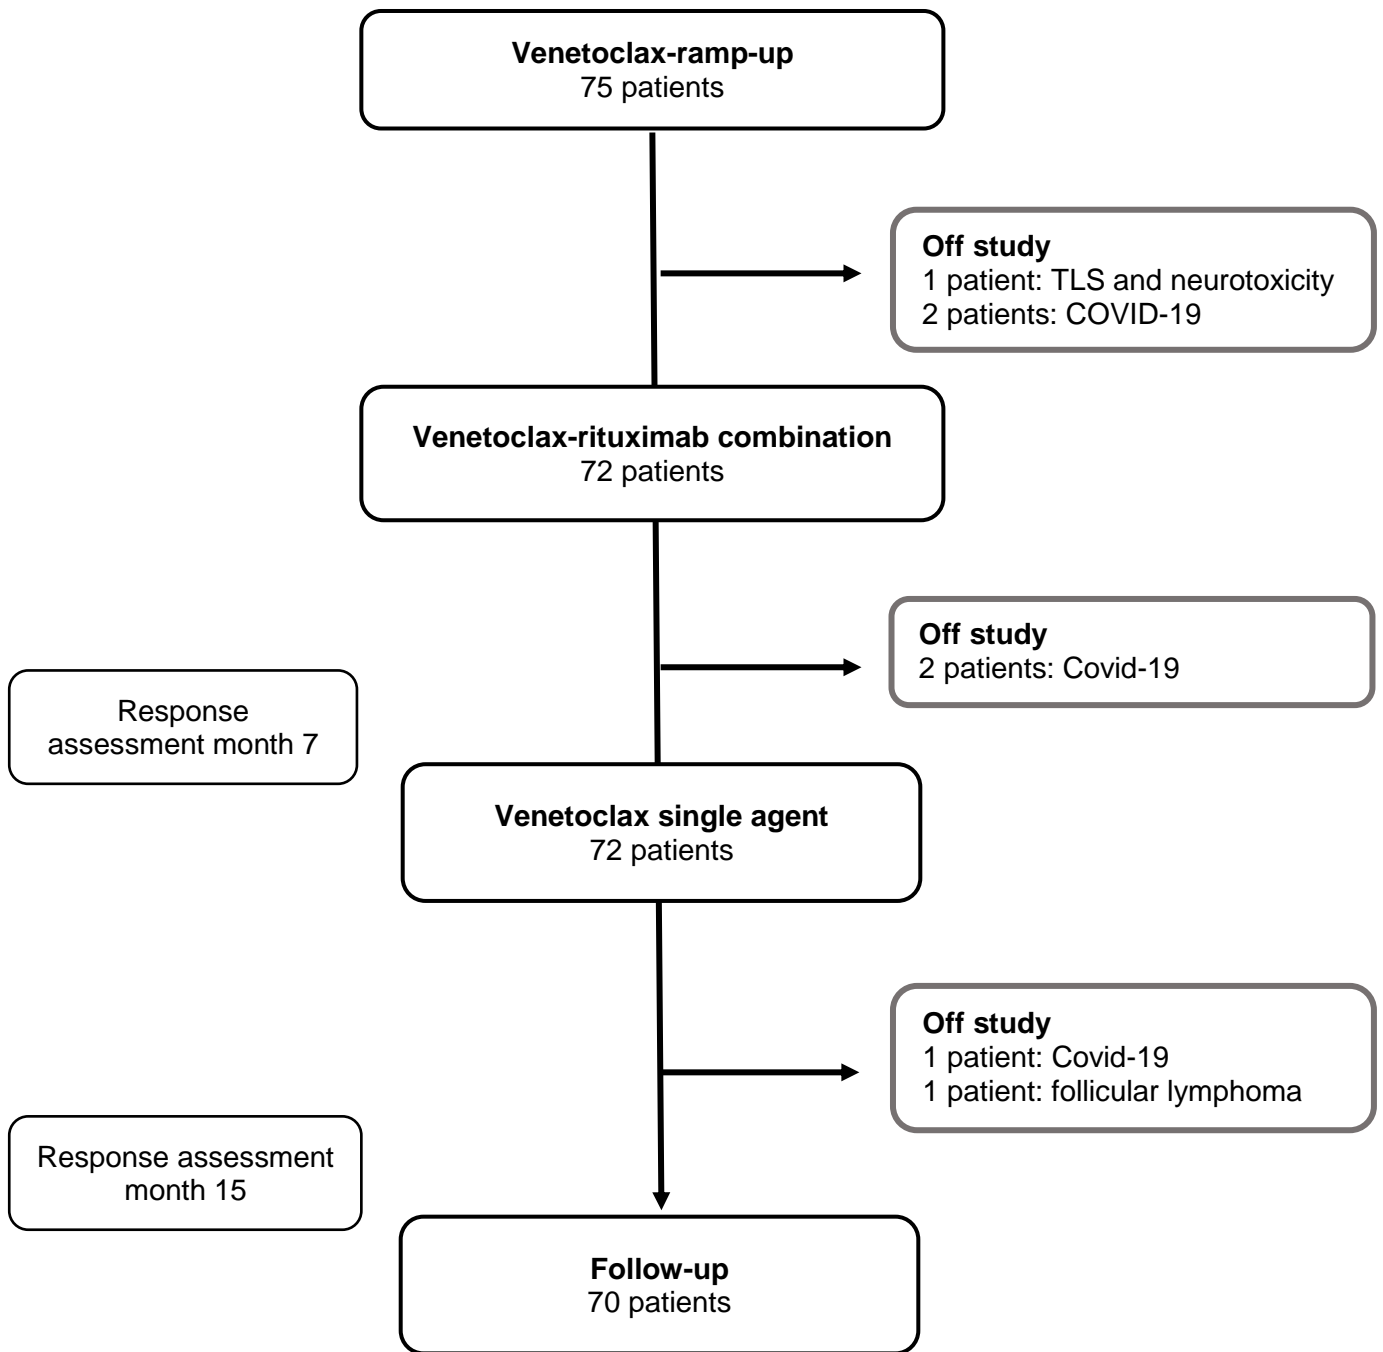 Venetoclax-ramp-up
75 patients
Off study
1 patient: TLS and neurotoxicity
2 patients: COVID-19
Venetoclax-rituximab combination
72 patients
Off study
2 patients: Covid-19
Response
assessment month 7
Venetoclax single agent
72 patients
Off study
1 patient: Covid-19
1 patient: follicular lymphoma
Response assessment
month 15
Follow-up
70 patients